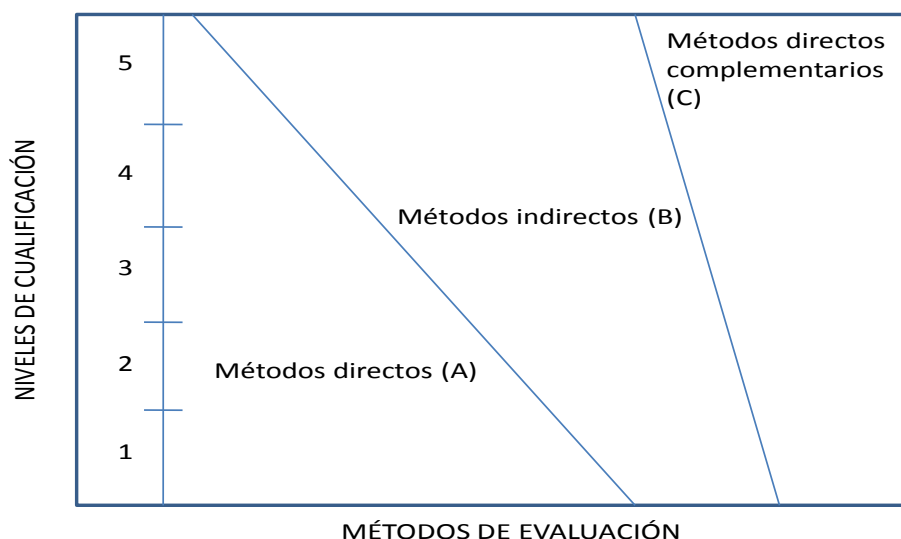 Métodos directos
complementarios
(C)
5
4
Métodos indirectos (B)
3
2
Métodos directos (A)
1
NIVELES DE CUALIFICACIÓN
MÉTODOS DE EVALUACIÓN